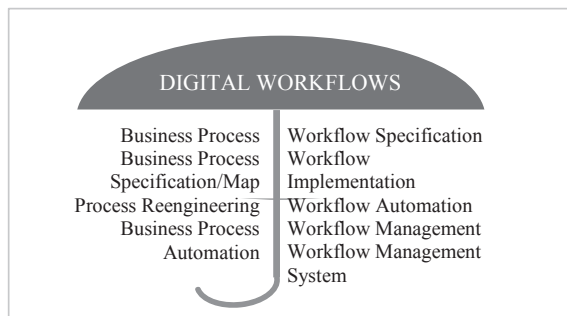 DIGITAL WORKFLOWS
Business Process
Business Process
Specification/Map
Process Reengineering
Business Process
Automation
Workflow Specification
Workflow
Implementation
Workflow Automation
Workflow Management
Workflow Management
System